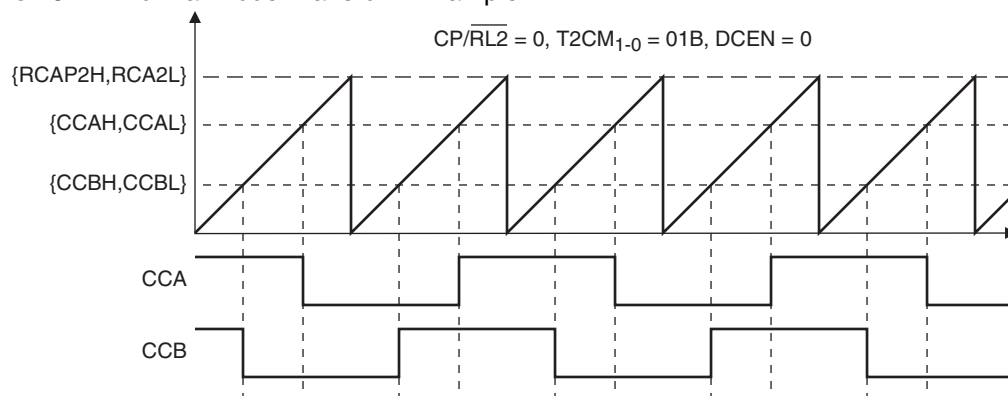 CP/RL2 = 0, T2CM1-0 = 01B, DCEN = 0
{RCAP2H,RCA2L}
{CCAH,CCAL}
{CCBH,CCBL}
CCA
CCB